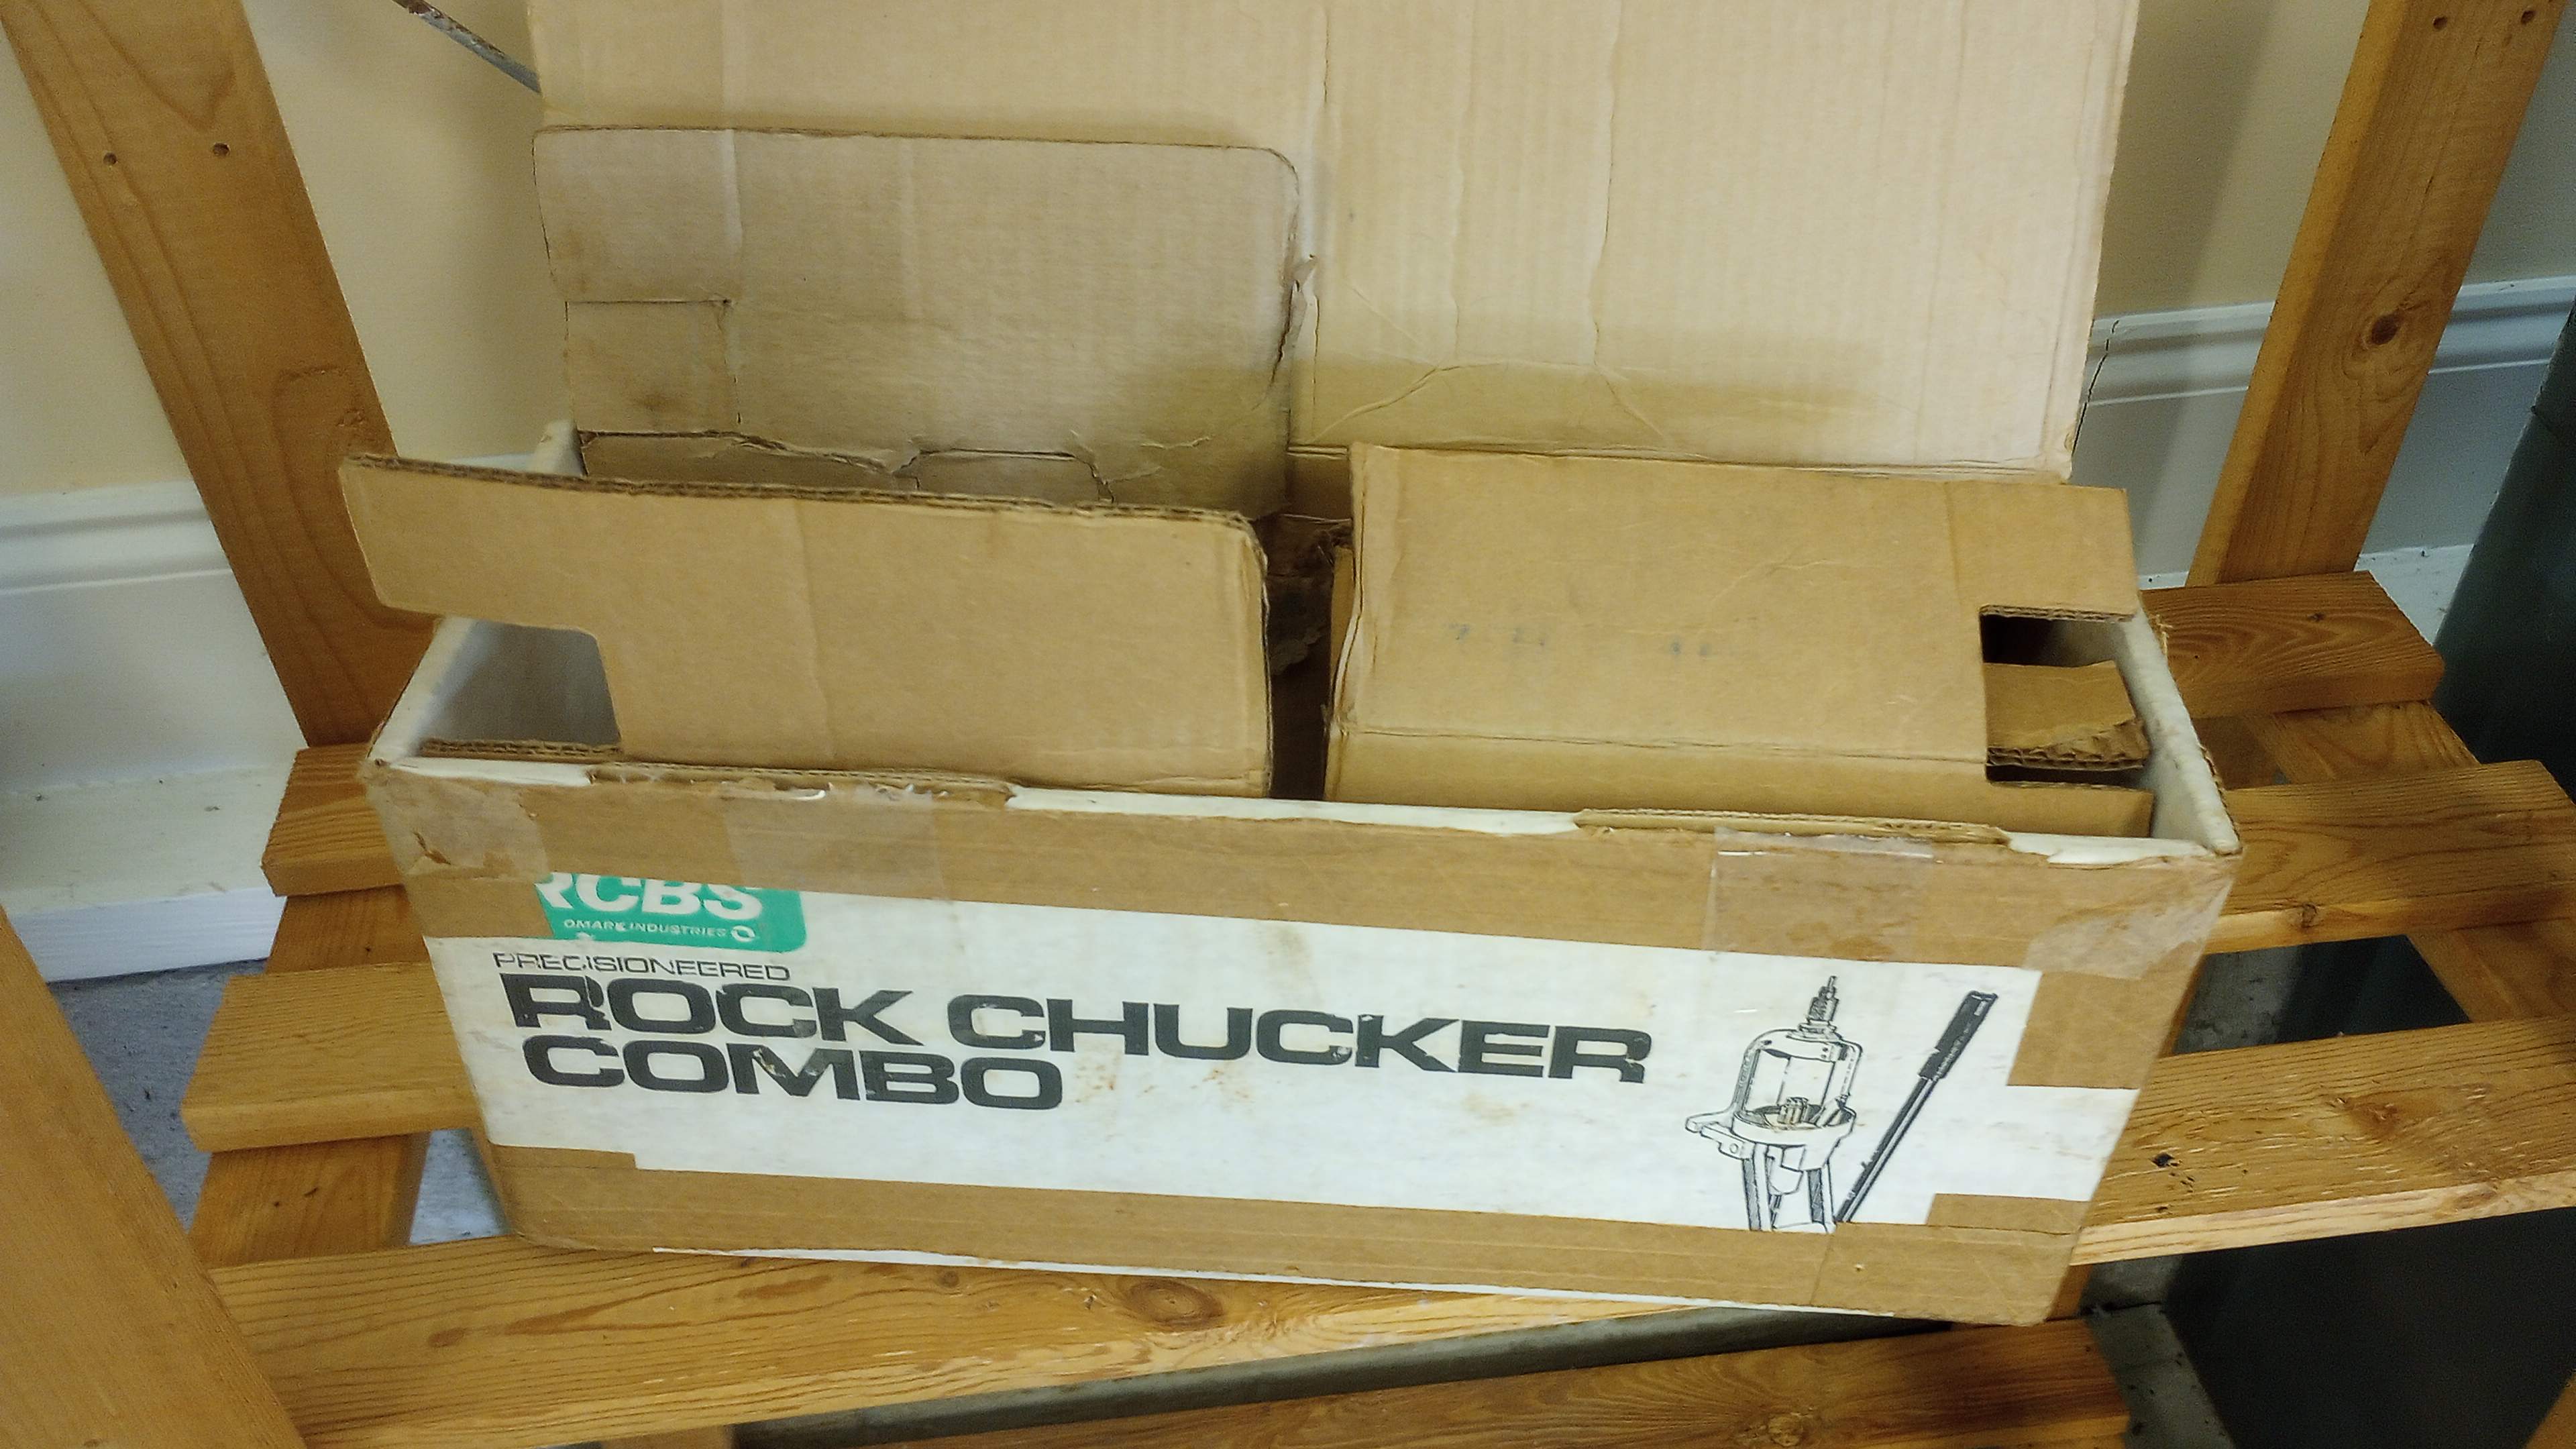 RCBS
OMARK INDUSTRIES
PRECISIONEERED
ROCK CHUCKER
COMBO